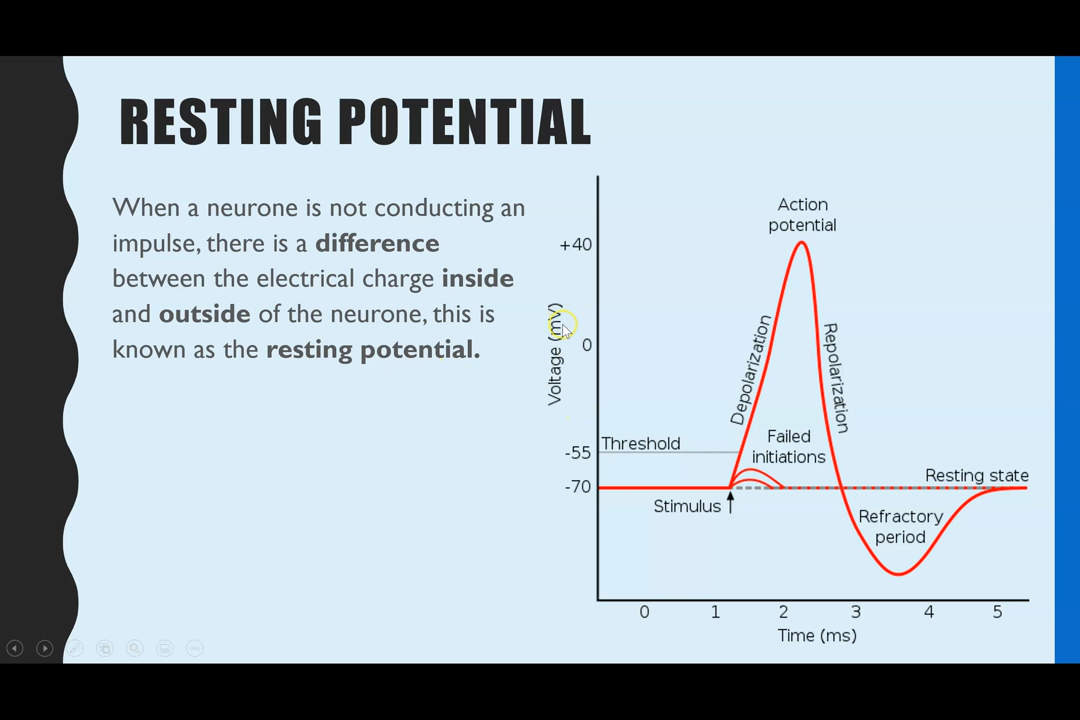 RESTING POTENTIAL
When a neurone is not conducting an
impulse, there is a difference
between the electrical charge inside
and outside of the neurone, this is
known as the resting potential.
Action
potential
+40
Voltage (mV)
0
Depolarization
Repolarization
Threshold
Failed
initiations
-55
-70
Resting state
Stimulus
Refractory
period
0 1 2 3 4 5
Time (ms)